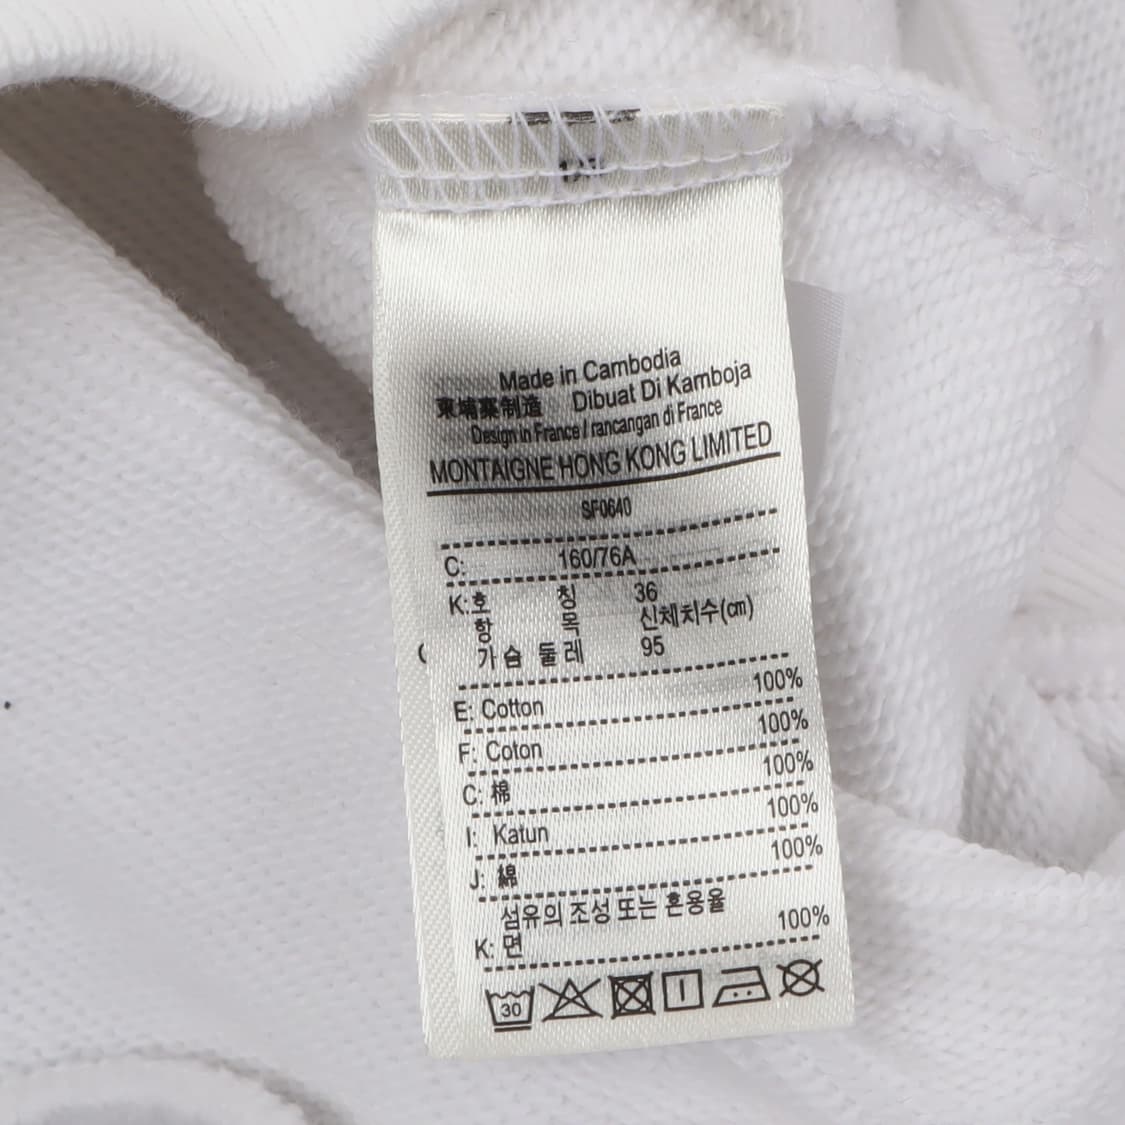 Made in Cambodia
柬埔寨制造 Dibuat Di Kamboja
Design in France / rancangan di France
MONTAIGNE HONG KONG LIMITED
SF0640
C: 160/76A
K: 호 칭 36
항 목 신체치수(cm)
가슴 둘레 95
E: Cotton 100%
F: Coton 100%
C: 棉 100%
I: Katun 100%
J: 綿 100%
섬유의 조성 또는 혼용율
K: 면 100%
30